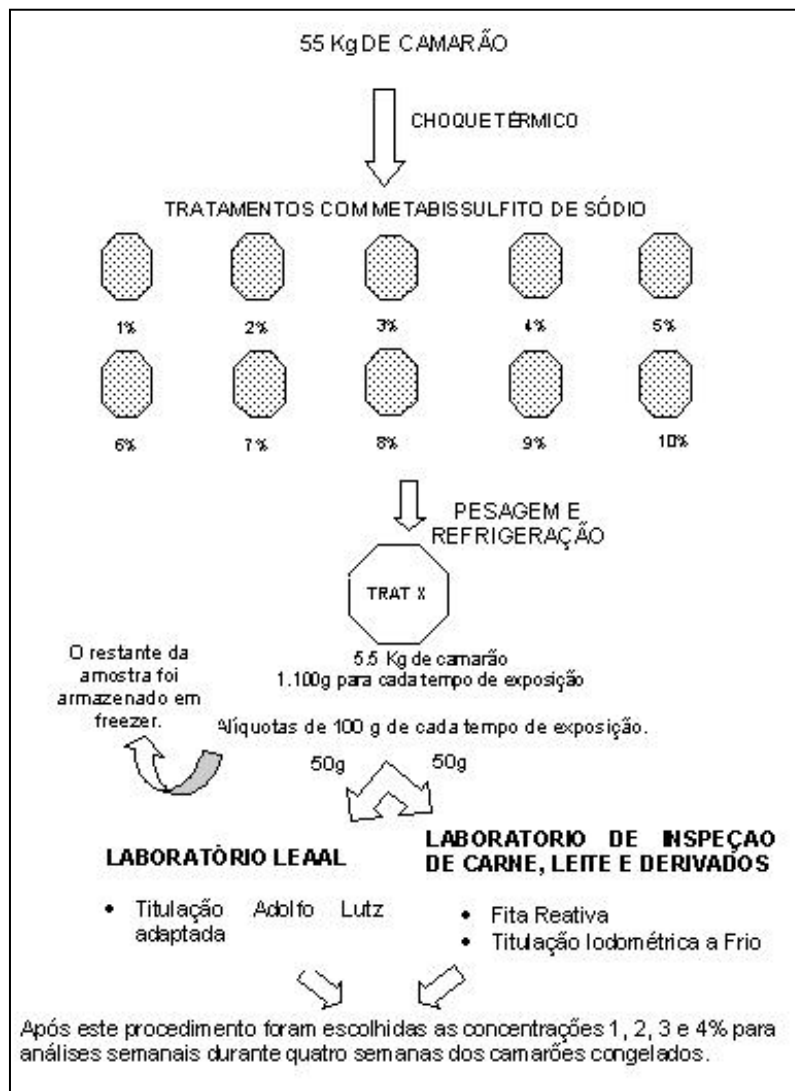 55 Kg DE CAMARÃO
CHOQUE TÉRMICO
TRATAMENTOS COM METABISSULFITO DE SÓDIO
1% 2% 3% 4% 5%
6% 7% 8% 9% 10%
PESAGEM E
REFRIGERAÇÃO
TRAT X
5.5 Kg de camarão
1.100g para cada tempo de exposição
O restante da
amostra foi
armazenado em
freezer.
Alíquotas de 100 g de cada tempo de exposição.
50g 50g
LABORATÓRIO LEAAL
• Titulação Adolfo Lutz
adaptada
LABORATORIO DE INSPEÇAO
DE CARNE, LEITE E DERIVADOS
• Fita Reativa
• Titulação Iodométrica a Frio
Após este procedimento foram escolhidas as concentrações 1, 2, 3 e 4% para
análises semanais durante quatro semanas dos camarões congelados.